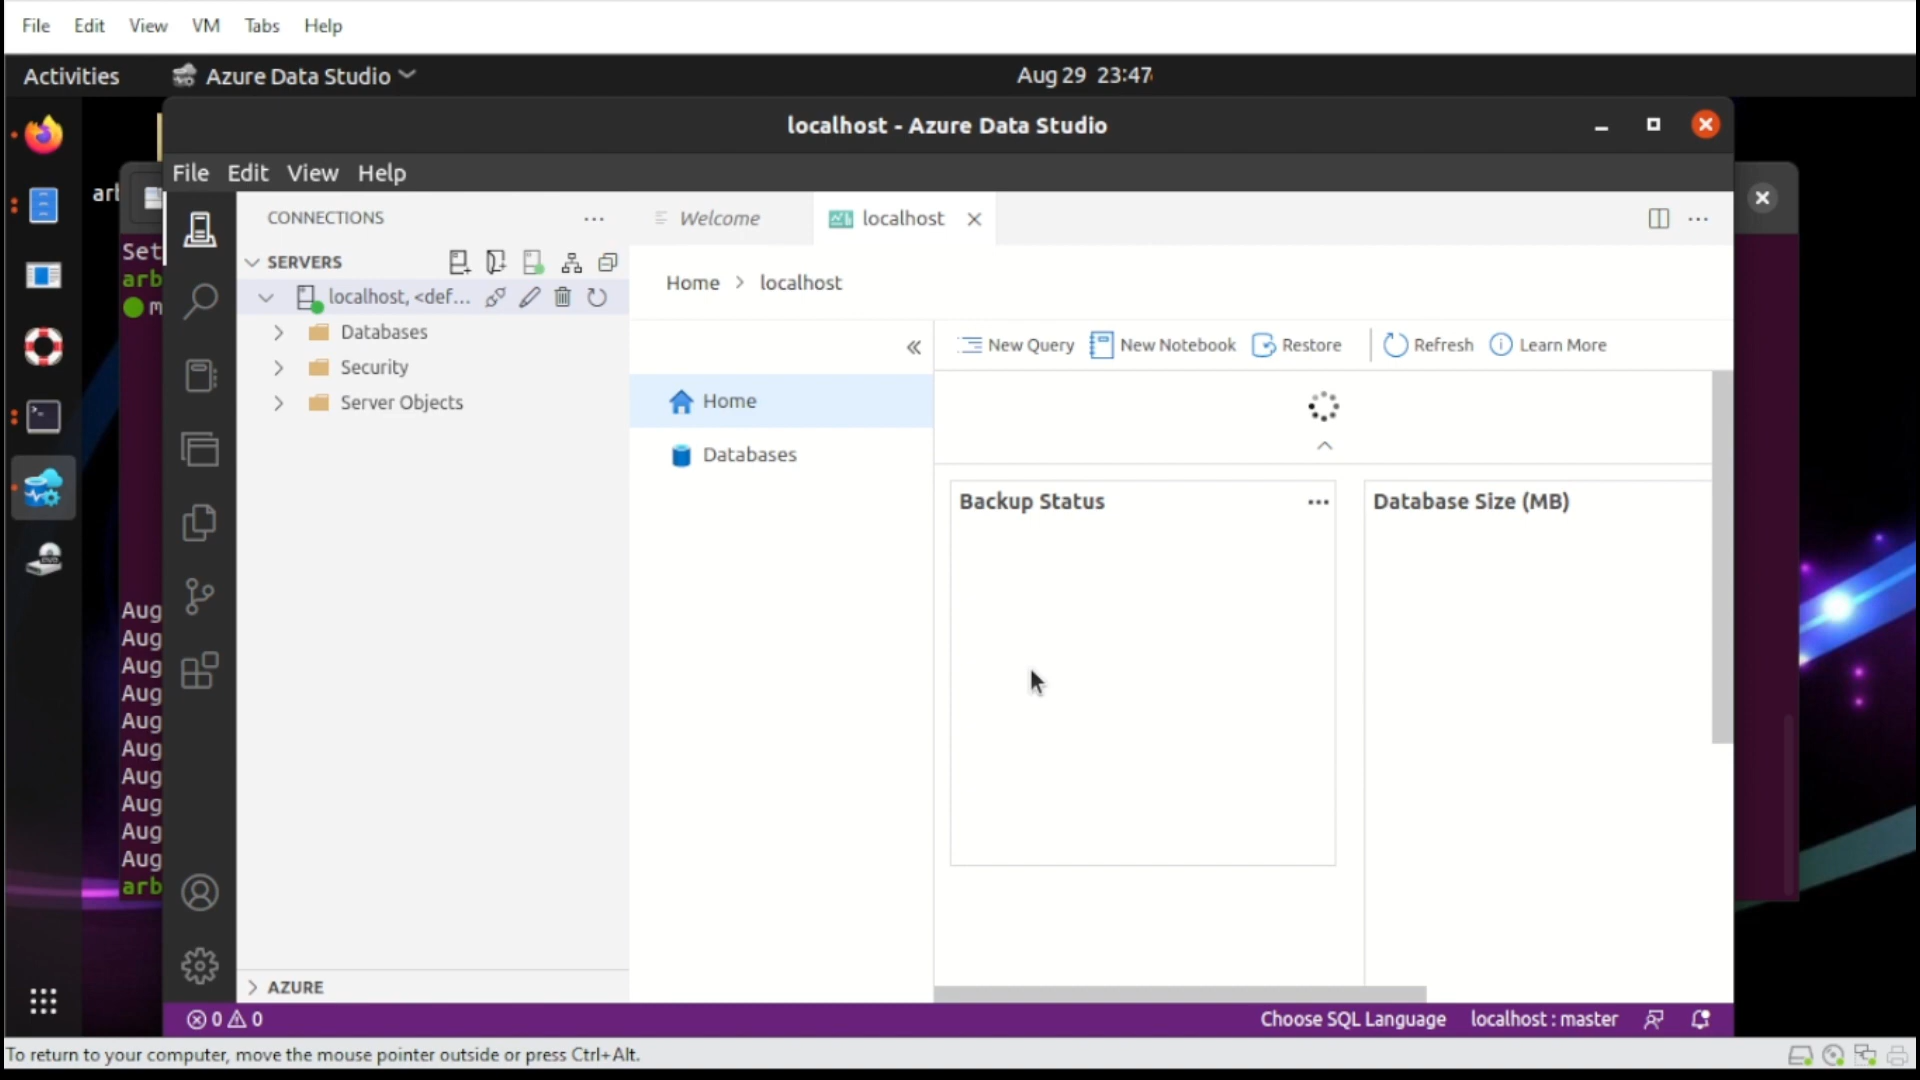 File Edit View VM Tabs Help
Activities Azure Data Studio Aug 29 23:47
localhost - Azure Data Studio
File Edit View Help
CONNECTIONS ...
Welcome localhost
SERVERS
localhost, <def...
Databases
Security
Server Objects
AZURE
Home > localhost
New Query New Notebook Restore Refresh Learn More
Home
Databases
Backup Status
Database Size (MB)
Set
arb
Aug
Aug
Aug
Aug
Aug
Aug
Aug
Aug
Aug
Aug
arb
0 0
Choose SQL Language localhost : master
To return to your computer, move the mouse pointer outside or press Ctrl+Alt.